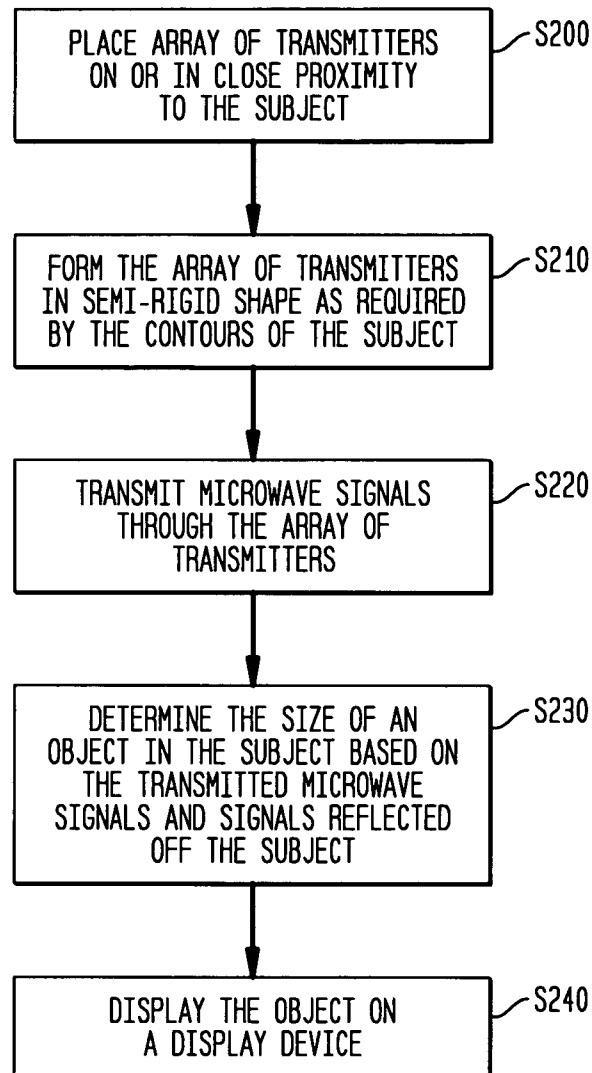 PLACE ARRAY OF TRANSMITTERS
ON OR IN CLOSE PROXIMITY
TO THE SUBJECT
S200
FORM THE ARRAY OF TRANSMITTERS
IN SEMI-RIGID SHAPE AS REQUIRED
BY THE CONTOURS OF THE SUBJECT
S210
TRANSMIT MICROWAVE SIGNALS
THROUGH THE ARRAY OF
TRANSMITTERS
S220
DETERMINE THE SIZE OF AN
OBJECT IN THE SUBJECT BASED ON
THE TRANSMITTED MICROWAVE
SIGNALS AND SIGNALS REFLECTED
OFF THE SUBJECT
S230
DISPLAY THE OBJECT ON
A DISPLAY DEVICE
S240